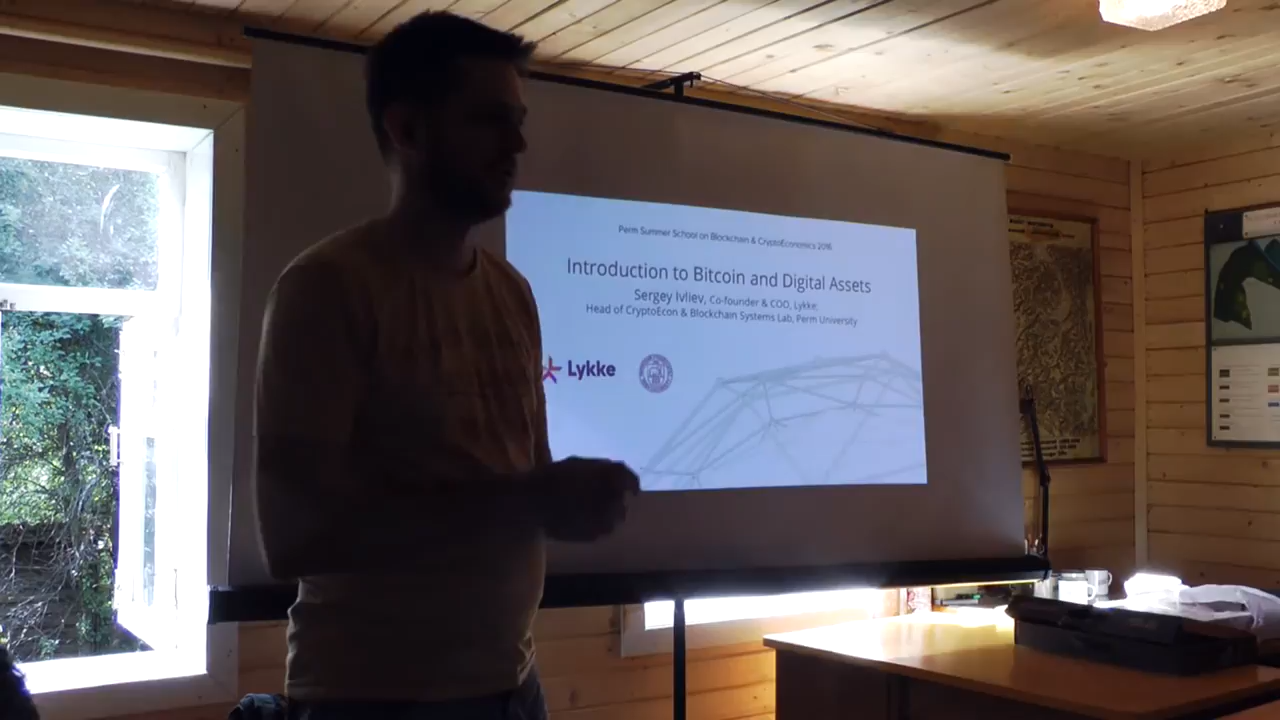 Perm Summer School on Blockchain & CryptoEconomics 2016
Introduction to Bitcoin and Digital Assets
Sergey Ivliev, Co-founder & COO, Lykke;
Head of CryptoEcon & Blockchain Systems Lab, Perm University
Lykke